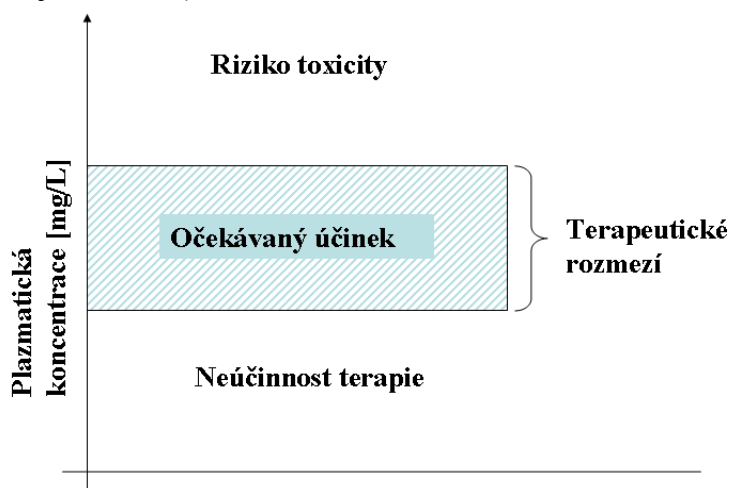 Riziko toxicity
Plazmatická
koncentrace [mg/L]
Očekávaný účinek
Terapeutické
rozmezí
Neúčinnost terapie